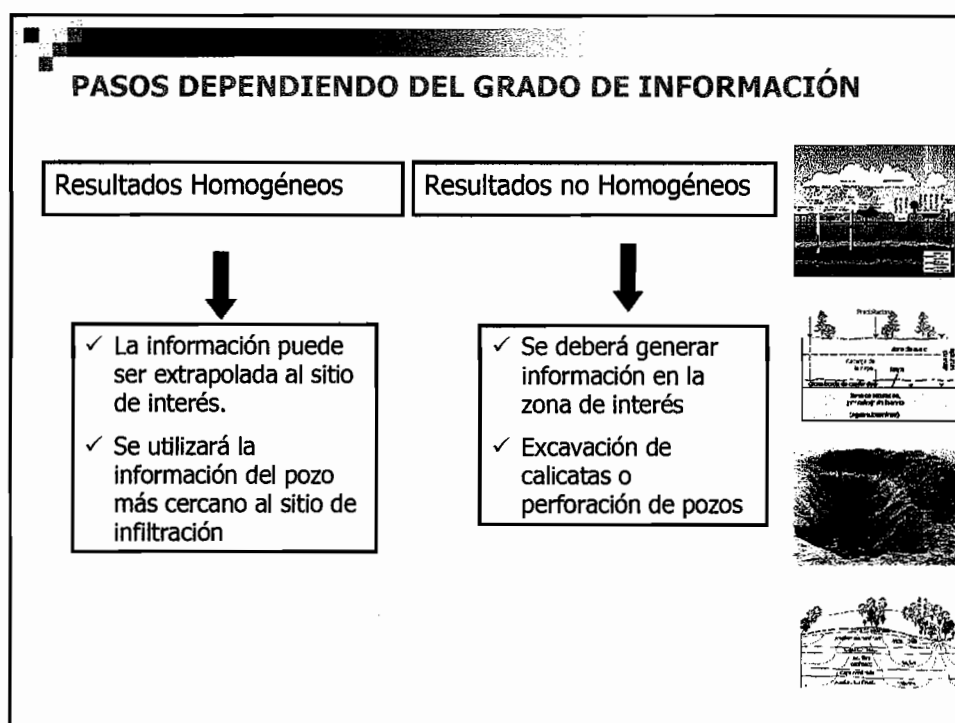 PASOS DEPENDIENDO DEL GRADO DE INFORMACIÓN
Resultados Homogéneos
✓ La información puede
ser extrapolada al sitio
de interés.
✓ Se utilizará la
información del pozo
más cercano al sitio de
infiltración
Resultados no Homogéneos
✓ Se deberá generar
información en la
zona de interés
✓ Excavación de
calicatas o
perforación de pozos